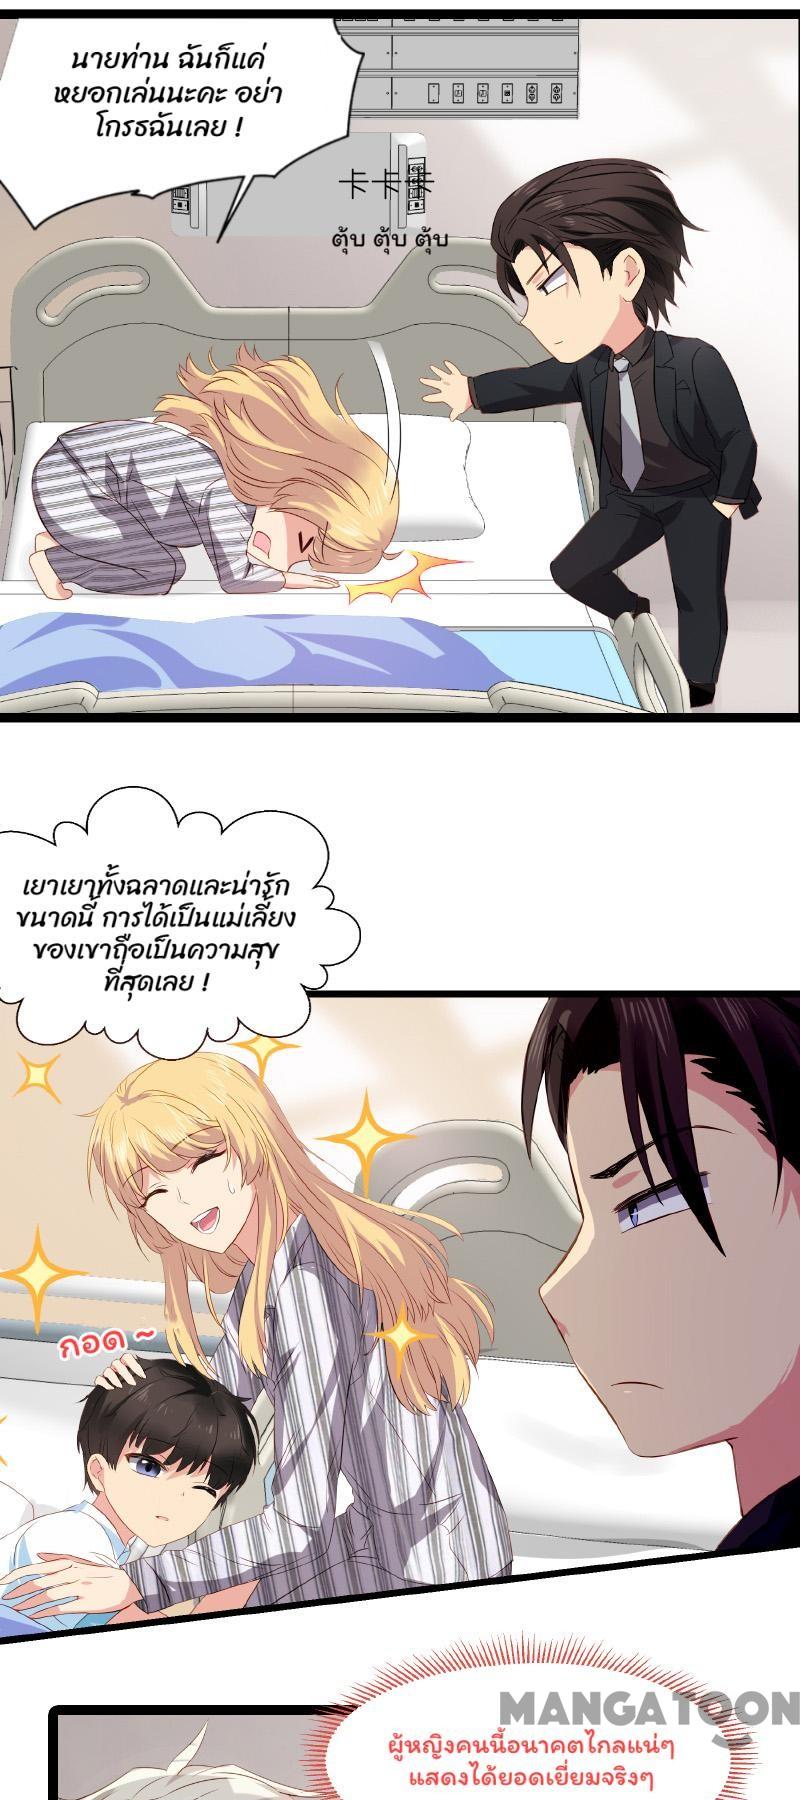 นายท่าน ฉันก็แค่
หยอกเล่นนะคะ อย่า
โกรธฉันเลย !
卡卡卡
ตุ้บ ตุ้บ ตุ้บ
เยาเยาทั้งฉลาดและน่ารัก
ขนาดนี้ การได้เป็นแม่เลี้ยง
ของเขาถือเป็นความสุข
ที่สุดเลย !
กอด ~
MANGATOON
ผู้หญิงคนนี้อนาคตไกลแน่ๆ
แสดงได้ยอดเยี่ยมจริงๆ